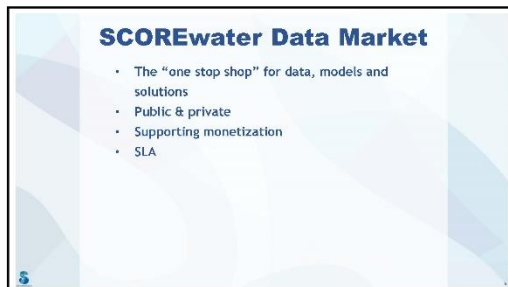 SCOREwater Data Market
• The “one stop shop” for data, models and
solutions
• Public & private
• Supporting monetization
• SLA